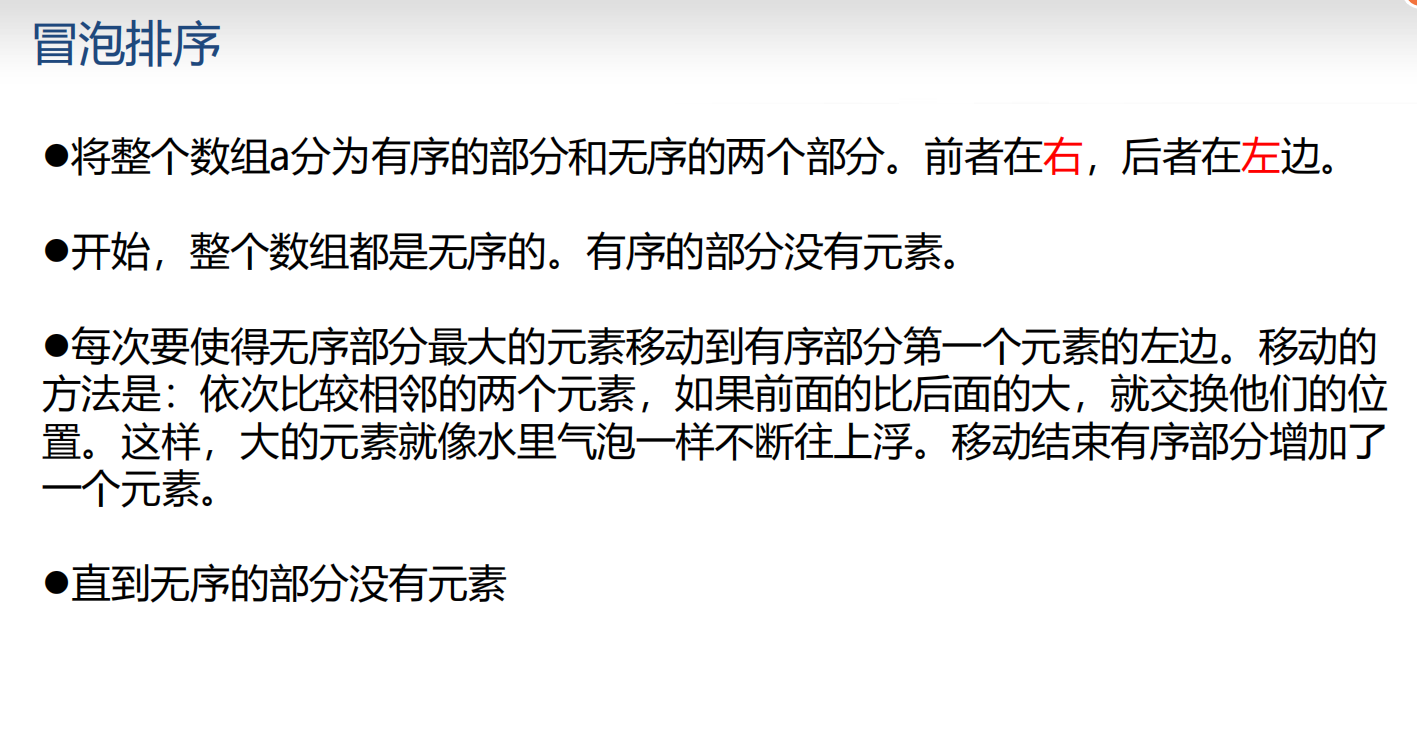 冒泡排序
●将整个数组a分为有序的部分和无序的两个部分。前者在右，后者在左边。
●开始，整个数组都是无序的。有序的部分没有元素。
●每次要使得无序部分最大的元素移动到有序部分第一个元素的左边。移动的
方法是：依次比较相邻的两个元素，如果前面的比后面的大，就交换他们的位
置。这样，大的元素就像水里气泡一样不断往上浮。移动结束有序部分增加了
一个元素。
●直到无序的部分没有元素